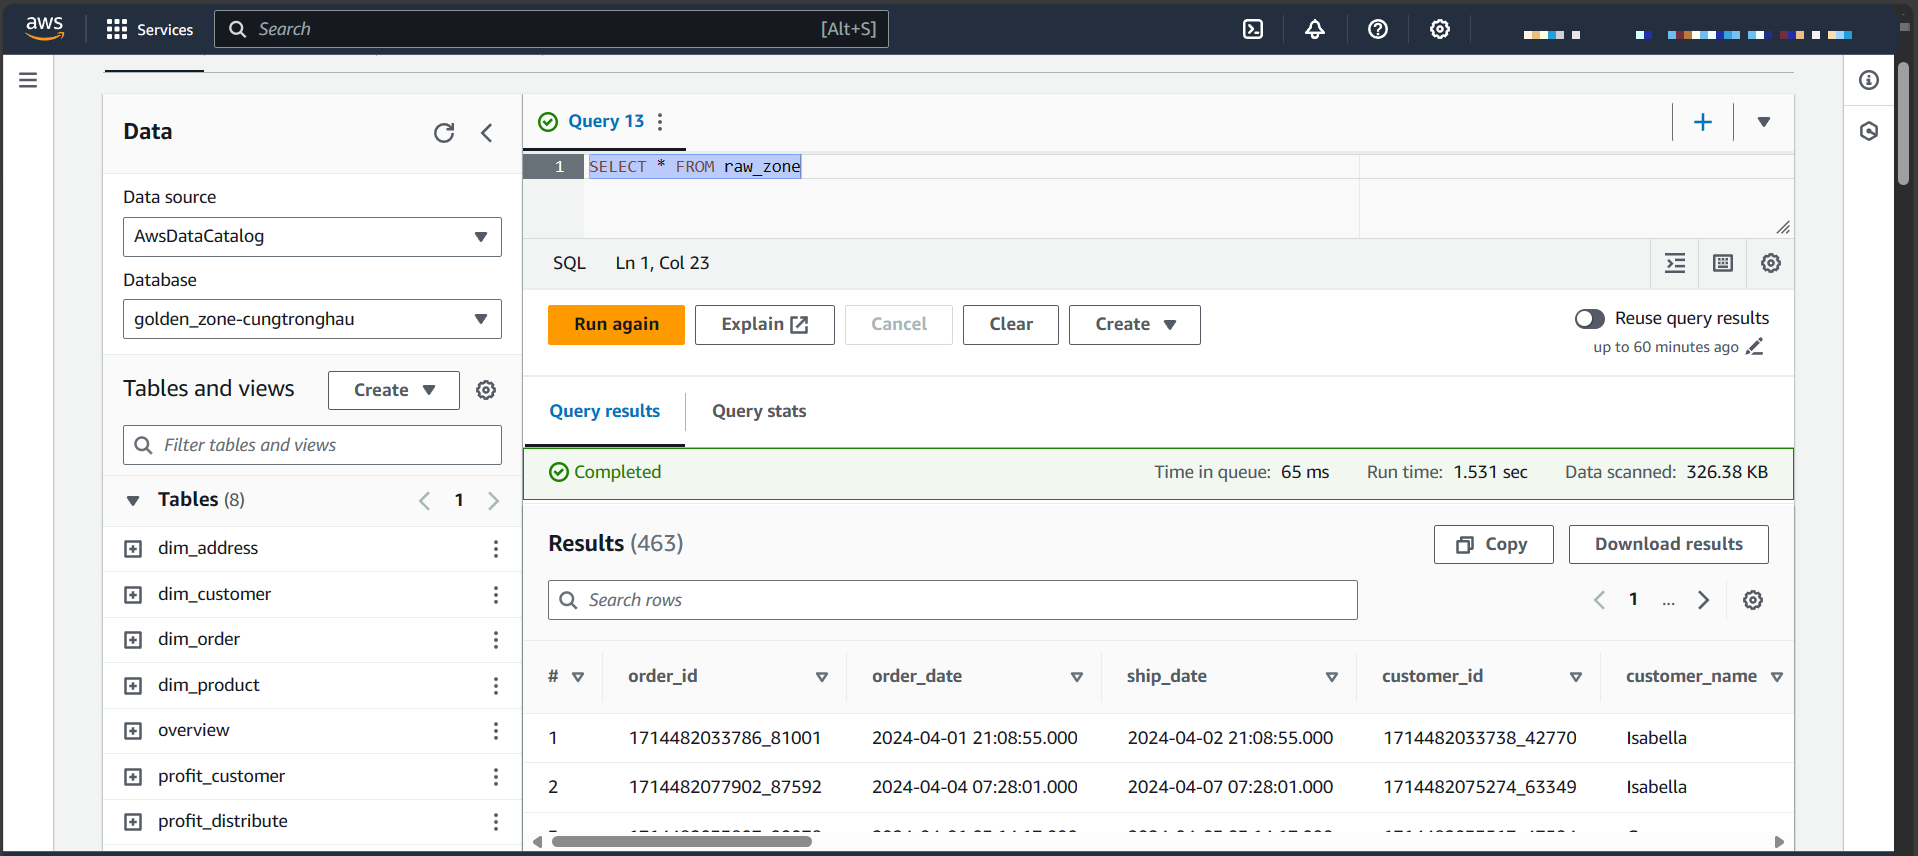 aws
Services
Search
[Alt+S]
Data
Data source
AwsDataCatalog
Database
golden_zone-cungtronghau
Tables and views
Create
Filter tables and views
Tables (8)
1
dim_address
dim_customer
dim_order
dim_product
overview
profit_customer
profit_distribute
Query 13
1 SELECT * FROM raw_zone
SQL Ln 1, Col 23
Run again Explain Cancel Clear Create
Reuse query results
up to 60 minutes ago
Query results Query stats
Completed Time in queue: 65 ms Run time: 1.531 sec Data scanned: 326.38 KB
Results (463) Copy Download results
Search rows 1 ...
# order_id order_date ship_date customer_id customer_name
1 1714482033786_81001 2024-04-01 21:08:55.000 2024-04-02 21:08:55.000 1714482033738_42770 Isabella
2 1714482077902_87592 2024-04-04 07:28:01.000 2024-04-07 07:28:01.000 1714482075274_63349 Isabella